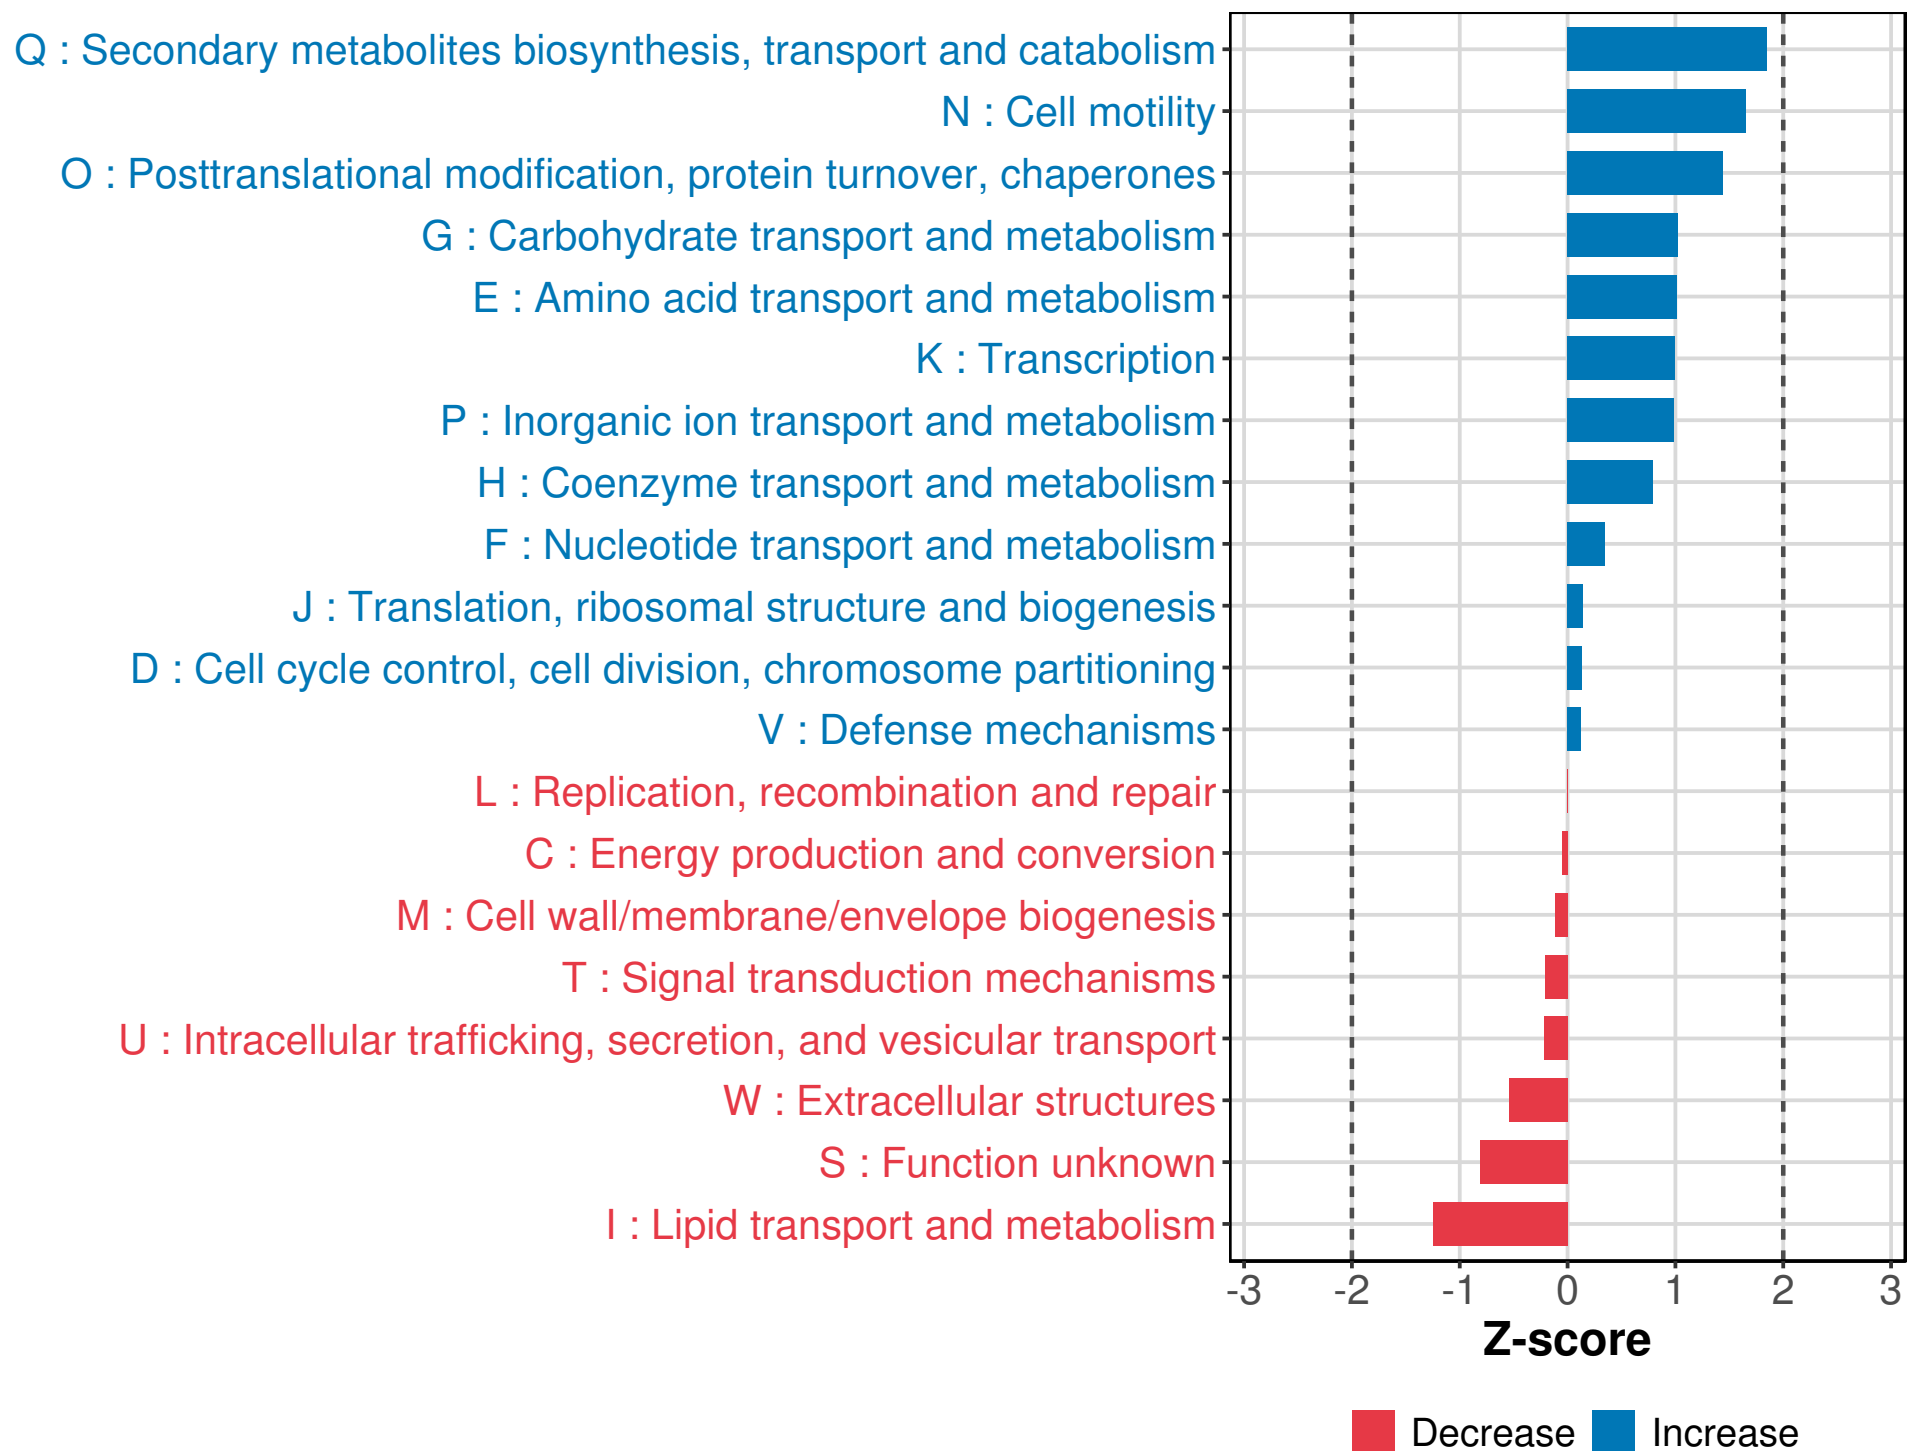 Q : Secondary metabolites biosynthesis, transport and catabolism
N : Cell motility
O : Posttranslational modification, protein turnover, chaperones
G : Carbohydrate transport and metabolism
E : Amino acid transport and metabolism
K : Transcription
P : Inorganic ion transport and metabolism
H : Coenzyme transport and metabolism
F : Nucleotide transport and metabolism
J : Translation, ribosomal structure and biogenesis
D : Cell cycle control, cell division, chromosome partitioning
V : Defense mechanisms
L : Replication, recombination and repair
C : Energy production and conversion
M : Cell wall/membrane/envelope biogenesis
T : Signal transduction mechanisms
U : Intracellular trafficking, secretion, and vesicular transport
W : Extracellular structures
S : Function unknown
I : Lipid transport and metabolism
-3 -2 -1 0 1 2 3
Z-score
Decrease Increase